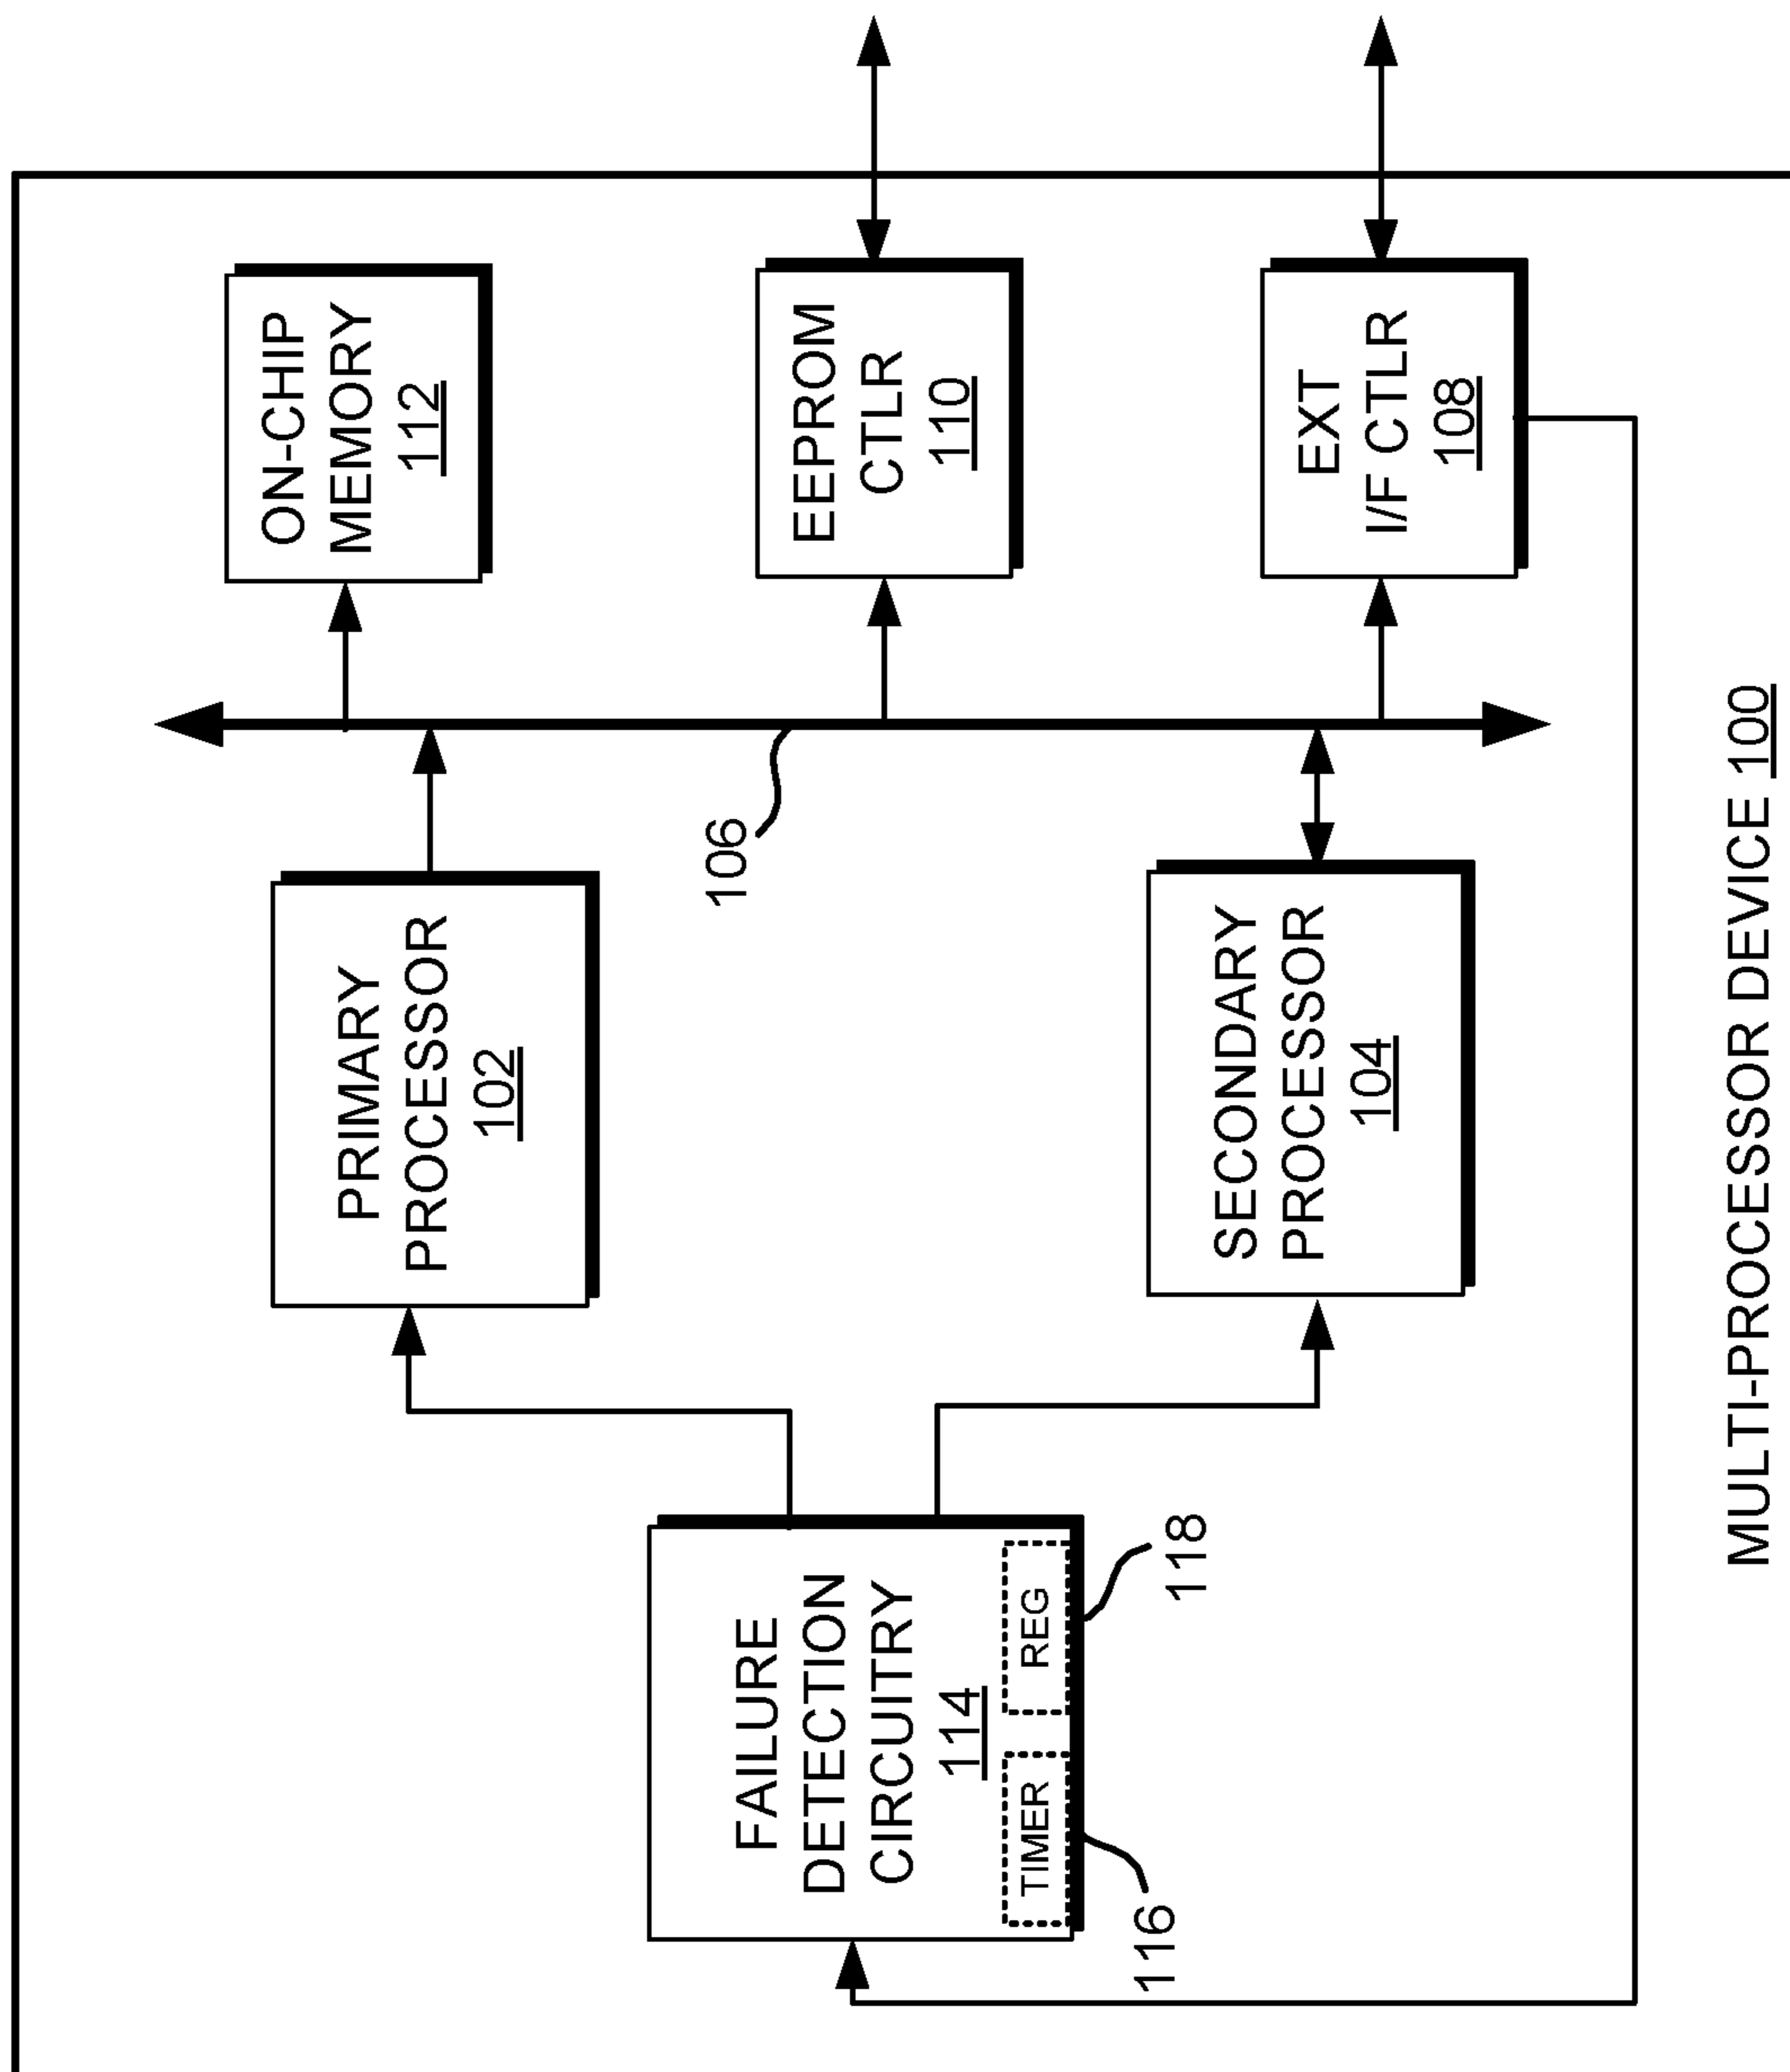 FAILURE
DETECTION
CIRCUITRY
114
TIMER
REG
116
118
PRIMARY
PROCESSOR
102
SECONDARY
PROCESSOR
104
106
ON-CHIP
MEMORY
112
EEPROM
CTLR
110
EXT
I/F CTLR
108
MULTI-PROCESSOR DEVICE 100